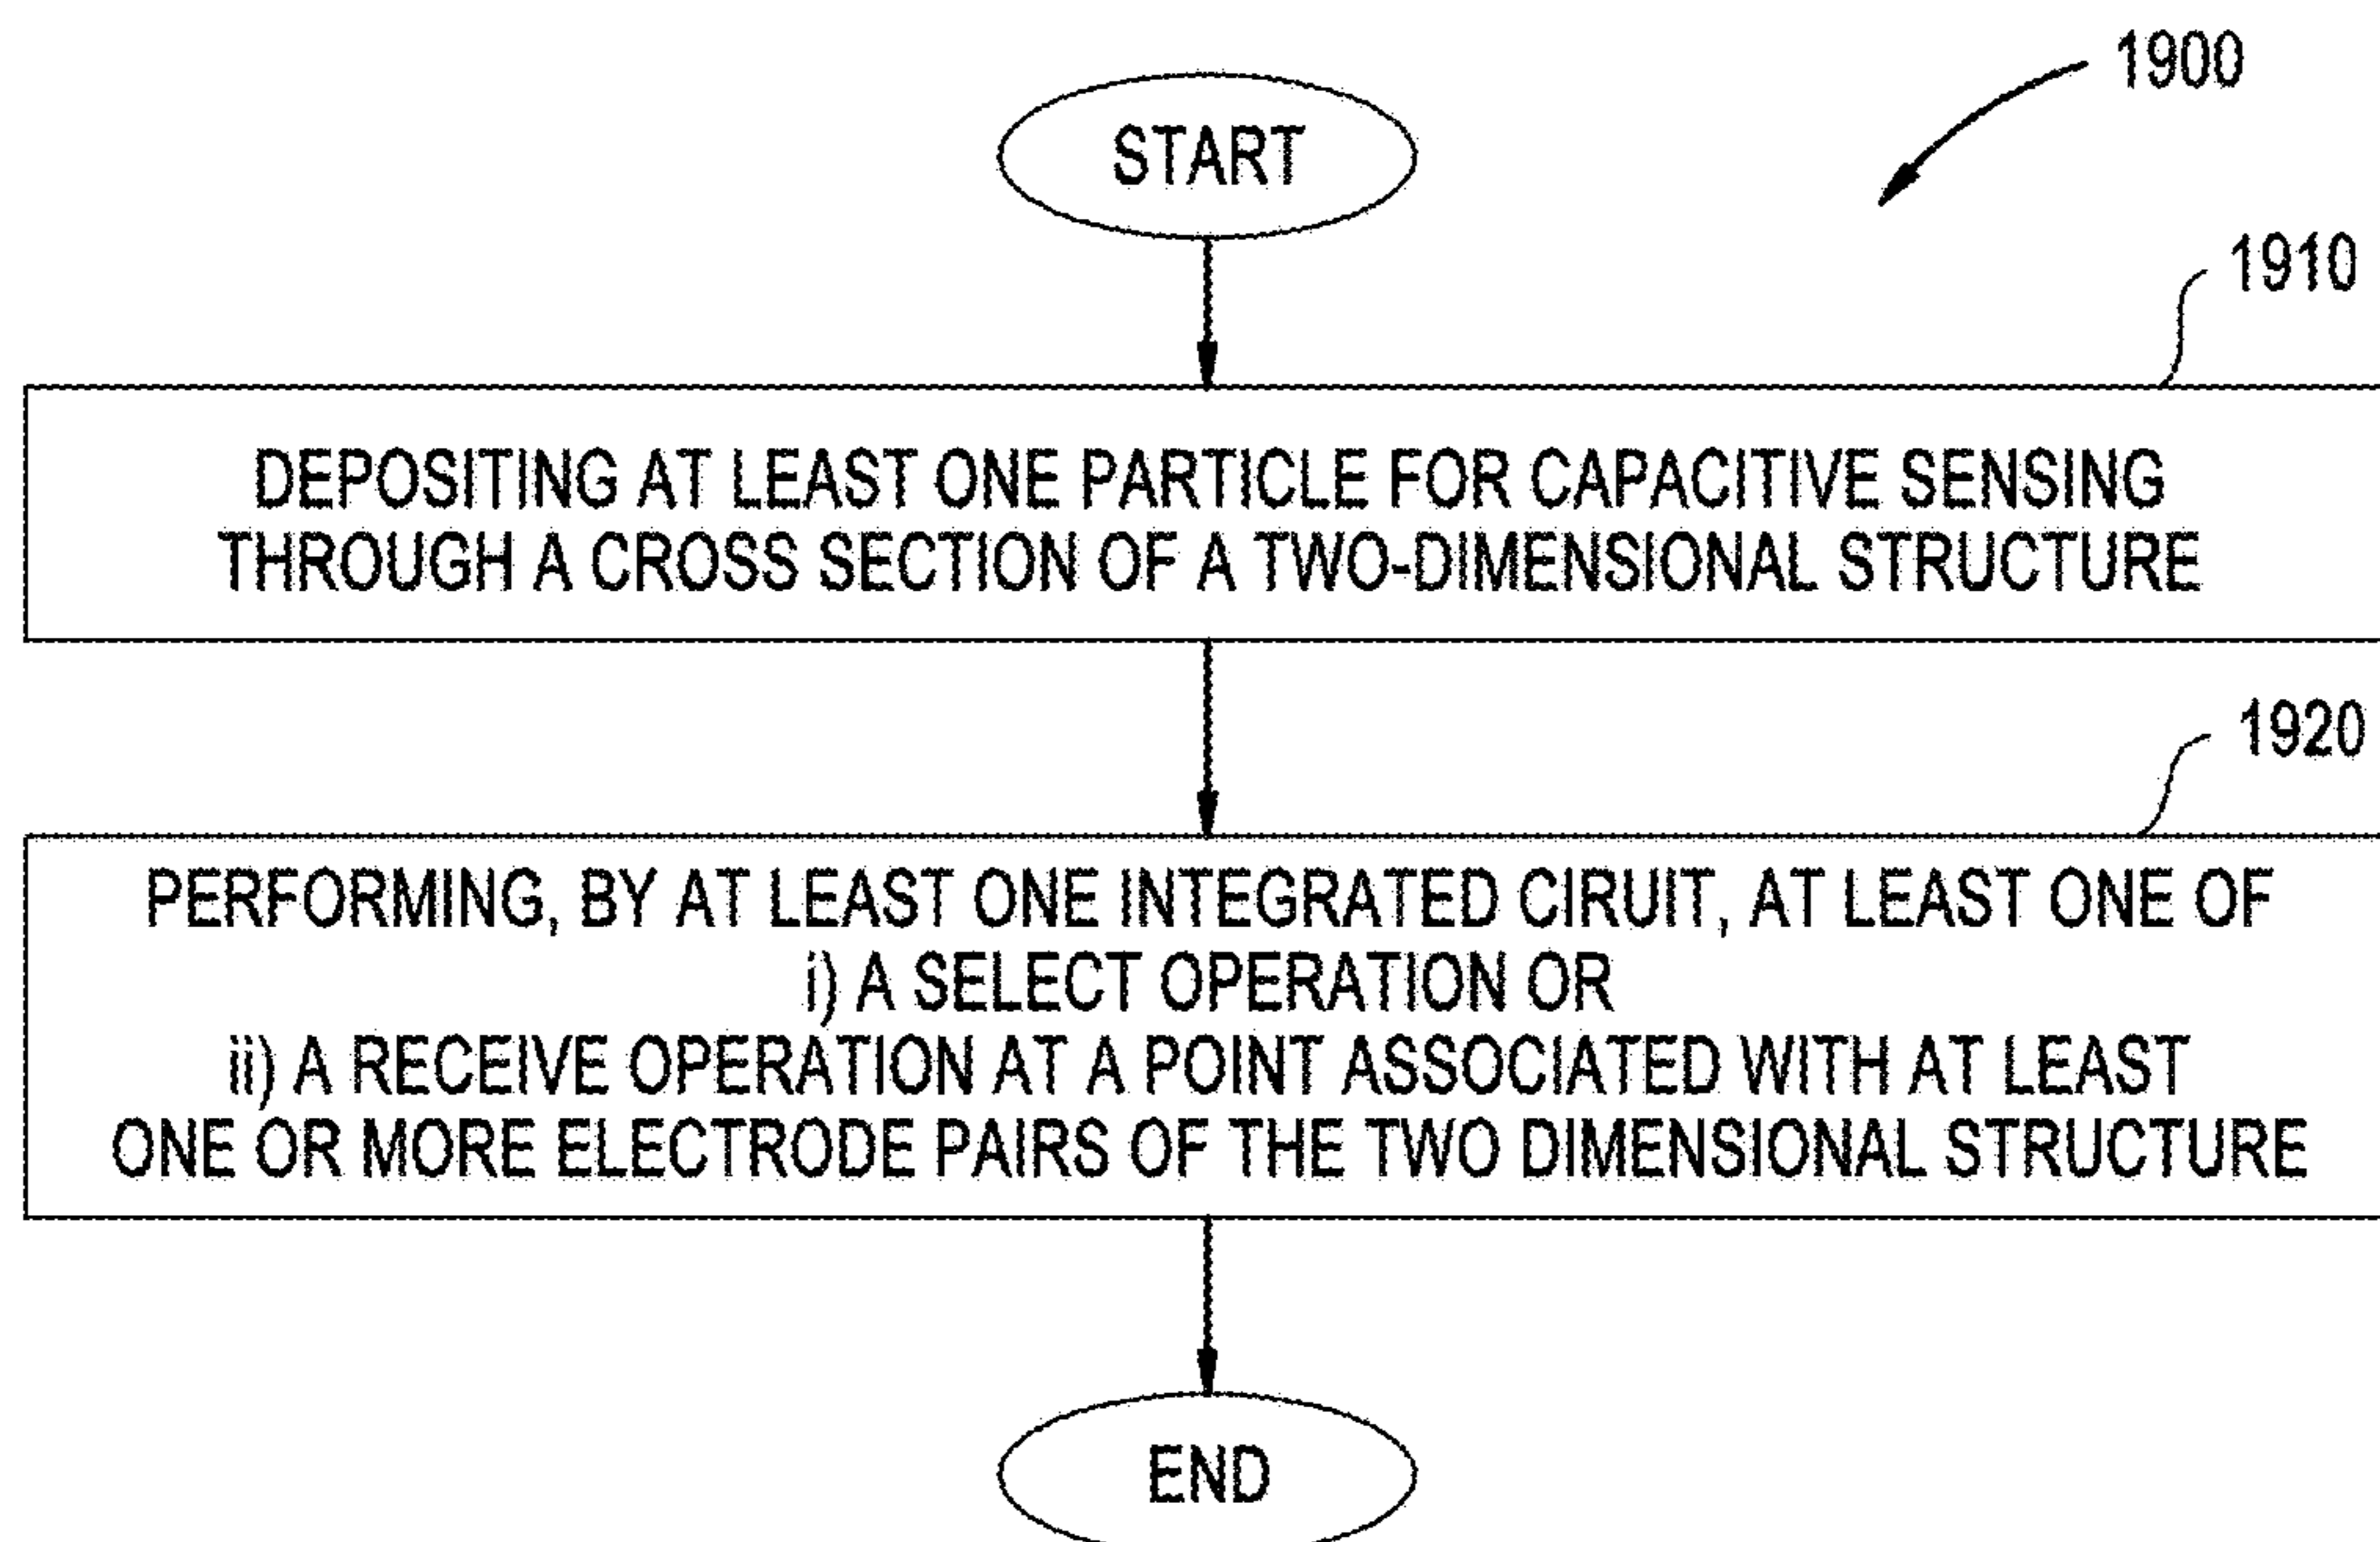 1900
START
1910
DEPOSITING AT LEAST ONE PARTICLE FOR CAPACITIVE SENSING
THROUGH A CROSS SECTION OF A TWO-DIMENSIONAL STRUCTURE
1920
PERFORMING, BY AT LEAST ONE INTEGRATED CIRUIT, AT LEAST ONE OF
i) A SELECT OPERATION OR
ii) A RECEIVE OPERATION AT A POINT ASSOCIATED WITH AT LEAST
ONE OR MORE ELECTRODE PAIRS OF THE TWO DIMENSIONAL STRUCTURE
END